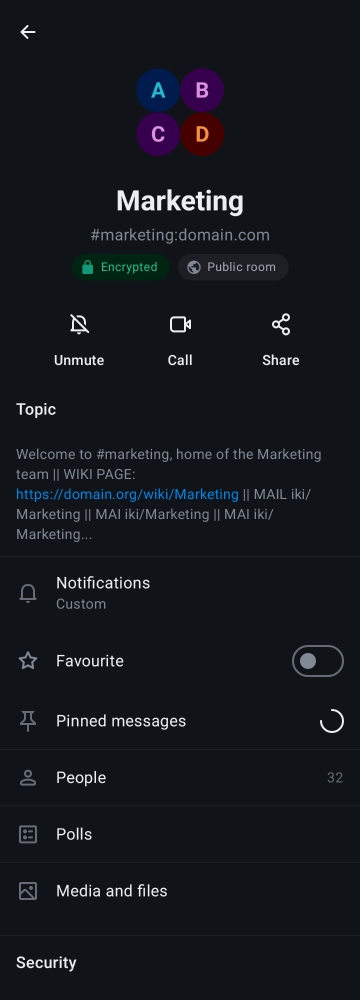 A
B
C
D
Marketing
#marketing:domain.com
Encrypted
Public room
Unmute
Call
Share
Topic
Welcome to #marketing, home of the Marketing
team || WIKI PAGE:
https://domain.org/wiki/Marketing || MAIL iki/
Marketing || MAI iki/Marketing || MAI iki/
Marketing...
Notifications
Custom
Favourite
Pinned messages
People
32
Polls
Media and files
Security